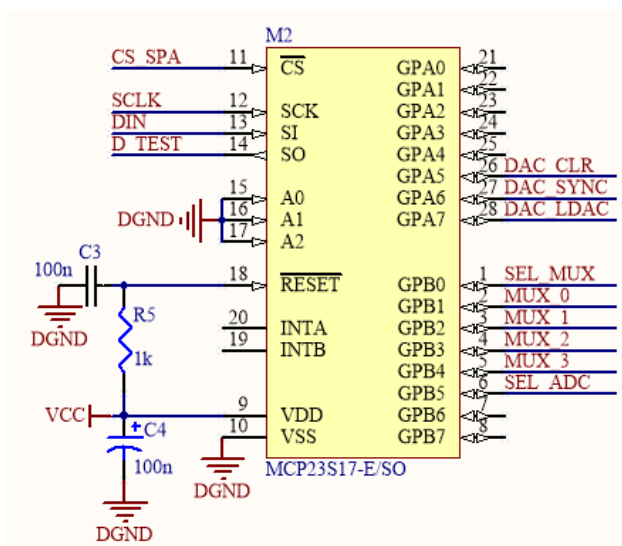 M2
CS_SPA 11 CS GPA0 21
GPA1 22
SCLK 12 SCK GPA2 23
DIN 13 SI GPA3 24
D_TEST 14 SO GPA4 25
GPA5 26 DAC_CLR
15 A0 GPA6 27 DAC_SYNC
DGND 16 A1 GPA7 28 DAC_LDAC
17 A2
C3
100n 18 RESET GPB0 1 SEL_MUX
GPB1 2 MUX_0
DGND R5 20 INTA GPB2 3 MUX_1
1k 19 INTB GPB3 4 MUX_2
GPB4 5 MUX_3
GPB5 6 SEL_ADC
VCC 9 VDD GPB6 7
+ C4 10 VSS GPB7 8
100n MCP23S17-E/SO
DGND
DGND